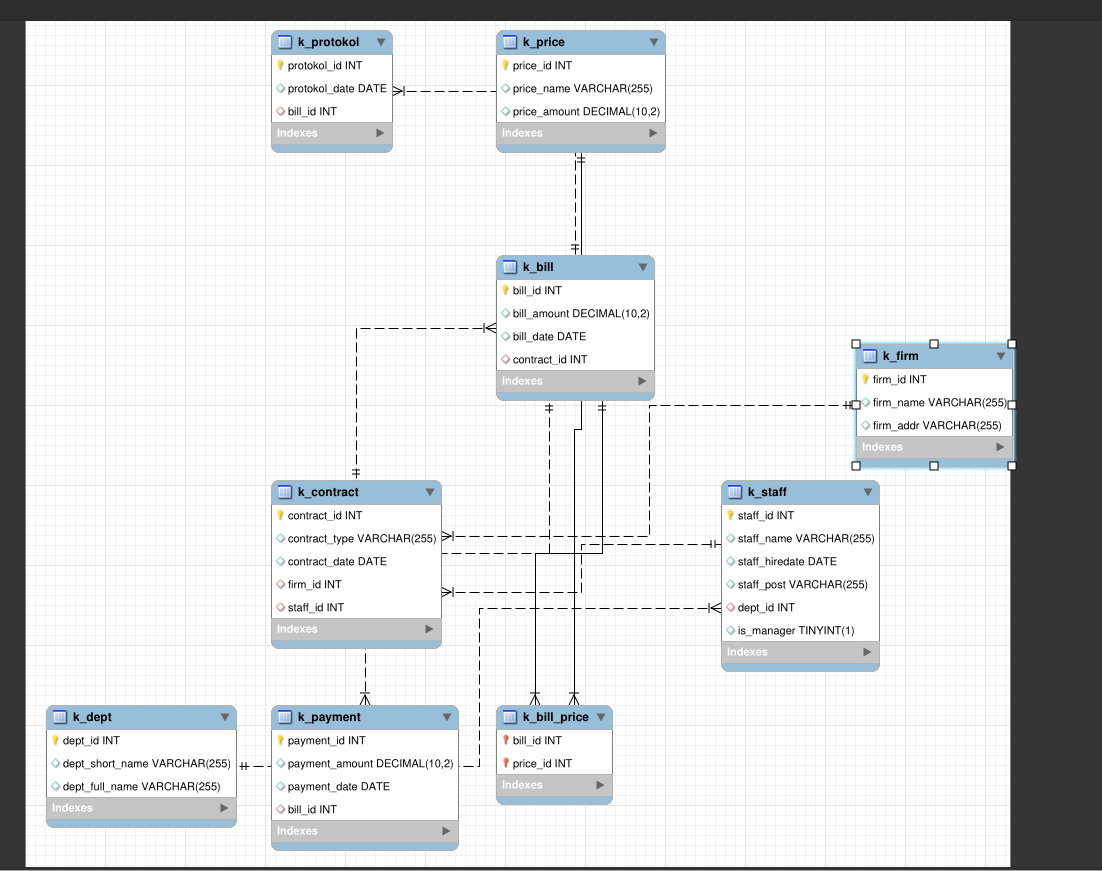 k_protokol
protokol_id INT
protokol_date DATE
bill_id INT
Indexes
k_price
price_id INT
price_name VARCHAR(255)
price_amount DECIMAL(10,2)
Indexes
k_bill
bill_id INT
bill_amount DECIMAL(10,2)
bill_date DATE
contract_id INT
Indexes
k_firm
firm_id INT
firm_name VARCHAR(255)
firm_addr VARCHAR(255)
Indexes
k_contract
contract_id INT
contract_type VARCHAR(255)
contract_date DATE
firm_id INT
staff_id INT
Indexes
k_staff
staff_id INT
staff_name VARCHAR(255)
staff_hiredate DATE
staff_post VARCHAR(255)
dept_id INT
is_manager TINYINT(1)
Indexes
k_dept
dept_id INT
dept_short_name VARCHAR(255)
dept_full_name VARCHAR(255)
Indexes
k_payment
payment_id INT
payment_amount DECIMAL(10,2)
payment_date DATE
bill_id INT
Indexes
k_bill_price
bill_id INT
price_id INT
Indexes